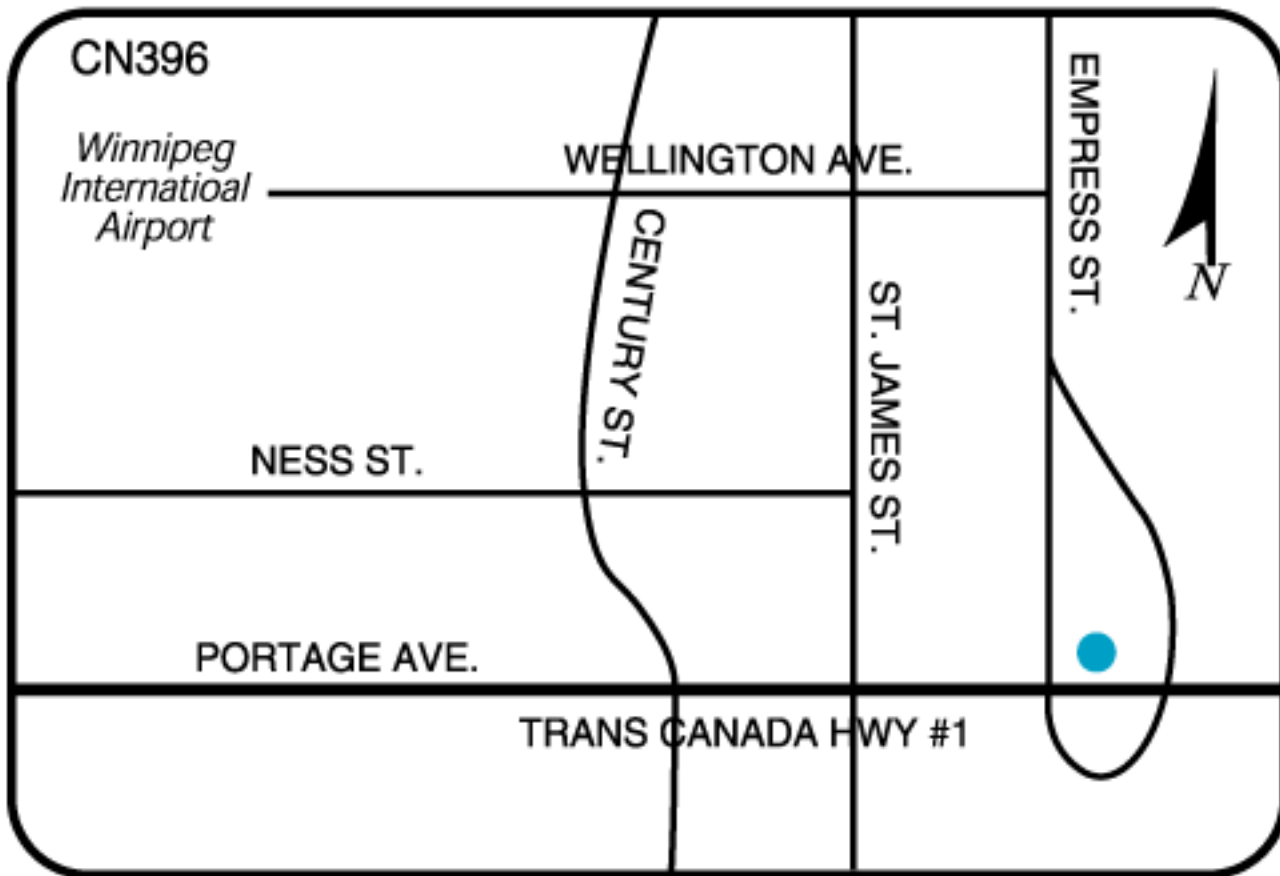 CN396
Winnipeg
Internatioal
Airport
WELLINGTON AVE.
EMPRESS ST.
N
CENTURY ST.
ST. JAMES ST.
NESS ST.
PORTAGE AVE.
TRANS CANADA HWY #1